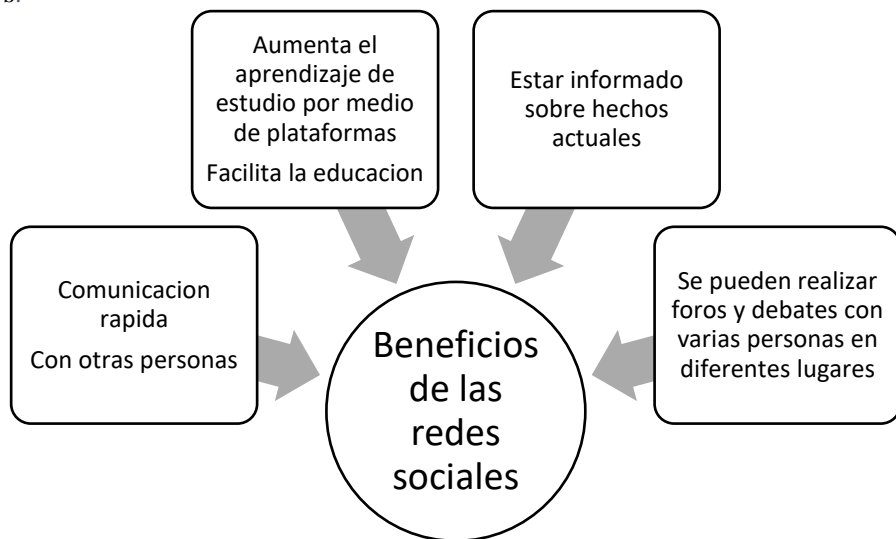 Aumenta el
aprendizaje de
estudio por medio
de plataformas
Facilita la educacion
Estar informado
sobre hechos
actuales
Comunicacion
rapida
Con otras personas
Se pueden realizar
foros y debates con
varias personas en
diferentes lugares
Beneficios
de las
redes
sociales